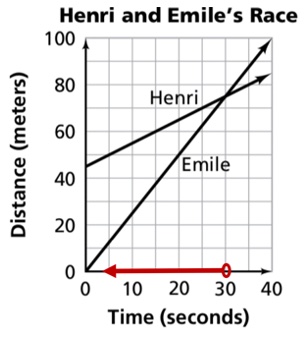 Henri and Emile's Race
Distance (meters)
100
80
60
40
20
0
Henri
Emile
0 10 20 30 40
Time (seconds)